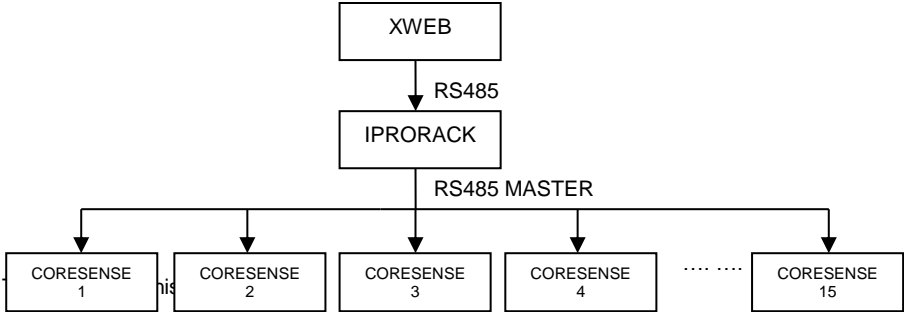 XWEB
RS485
IPRORACK
RS485 MASTER
CORESENSE
1
CORESENSE
2
CORESENSE
3
CORESENSE
4
.... ....
CORESENSE
15